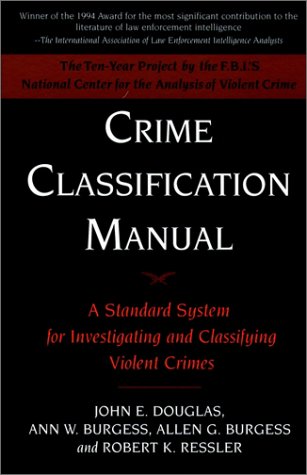 Winner of the 1994 Award for the most significant contribution to the
literature of law enforcement intelligence
--The International Association of Law Enforcement Intelligence Analysts
The Ten-Year Project by the F.B.I.'S
National Center for the Analysis of Violent Crime
CRIME
CLASSIFICATION
MANUAL
A Standard System
for Investigating and Classifying
Violent Crimes
JOHN E. DOUGLAS,
ANN W. BURGESS, ALLEN G. BURGESS
and ROBERT K. RESSLER